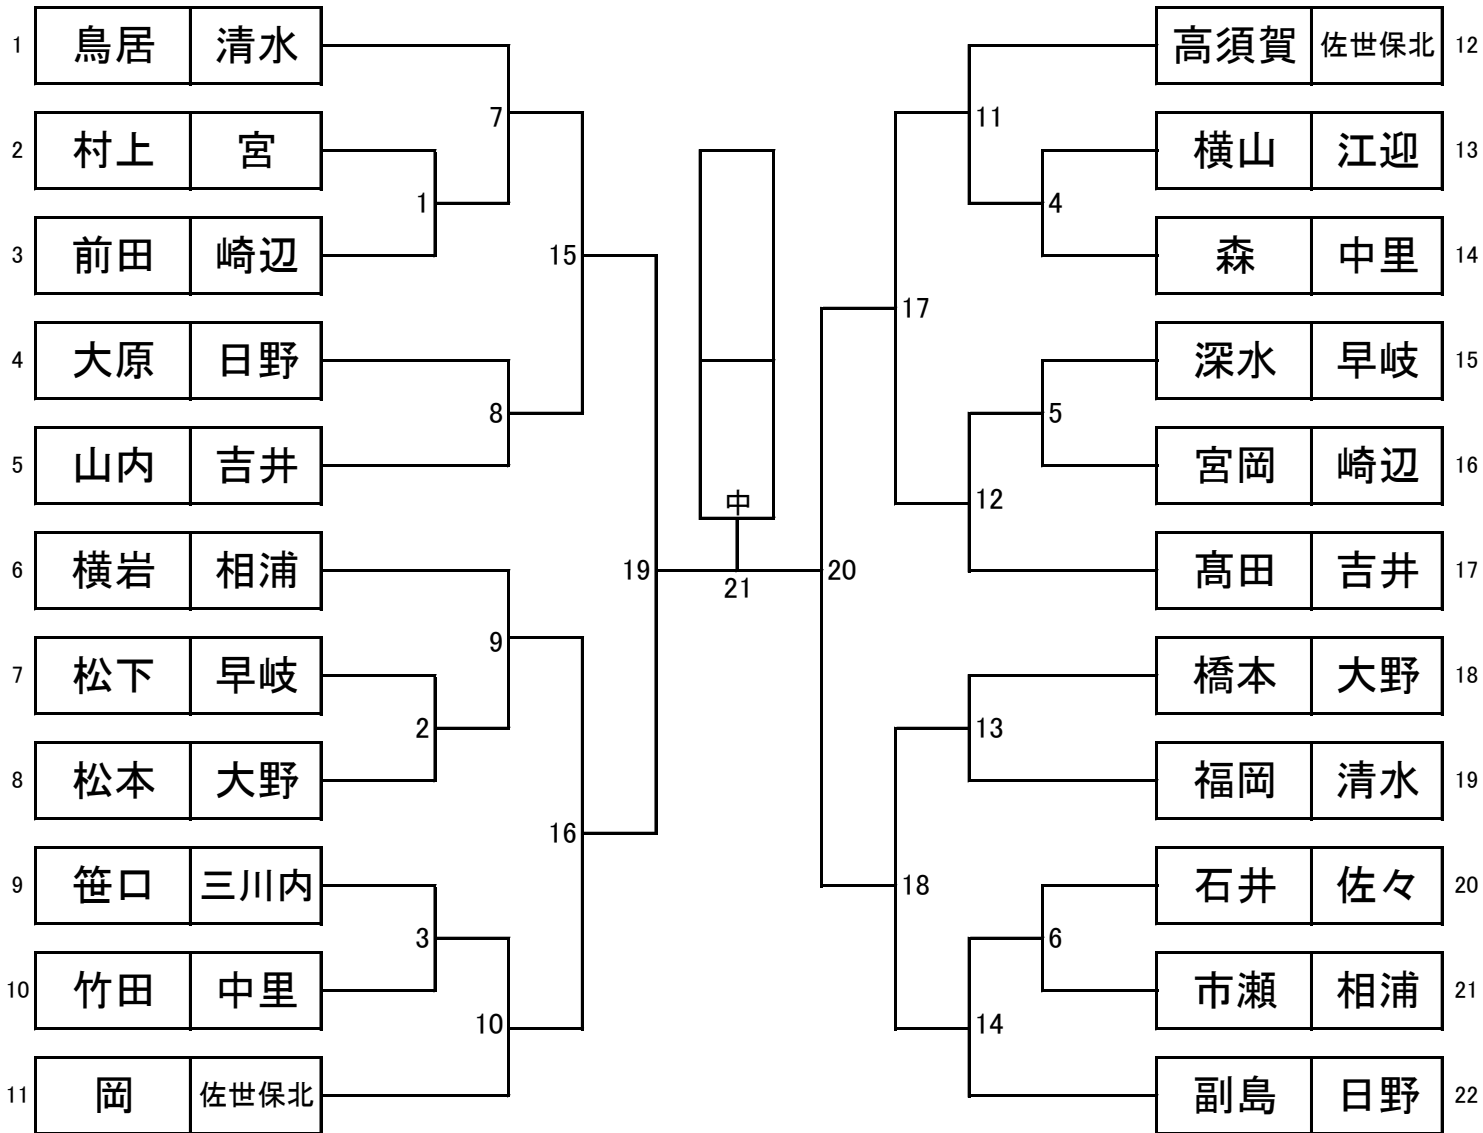 1 鳥居 清水
2 村上 宮
3 前田 崎辺
4 大原 日野
5 山内 吉井
6 横岩 相浦
7 松下 早岐
8 松本 大野
9 笹口 三川内
10 竹田 中里
11 岡 佐世保北
7
1
15
8
9
2
16
3
10
19
中
21
20
11
4
17
5
12
13
18
6
14
高須賀 佐世保北 12
横山 江迎 13
森 中里 14
深水 早岐 15
宮岡 崎辺 16
髙田 吉井 17
橋本 大野 18
福岡 清水 19
石井 佐々 20
市瀬 相浦 21
副島 日野 22